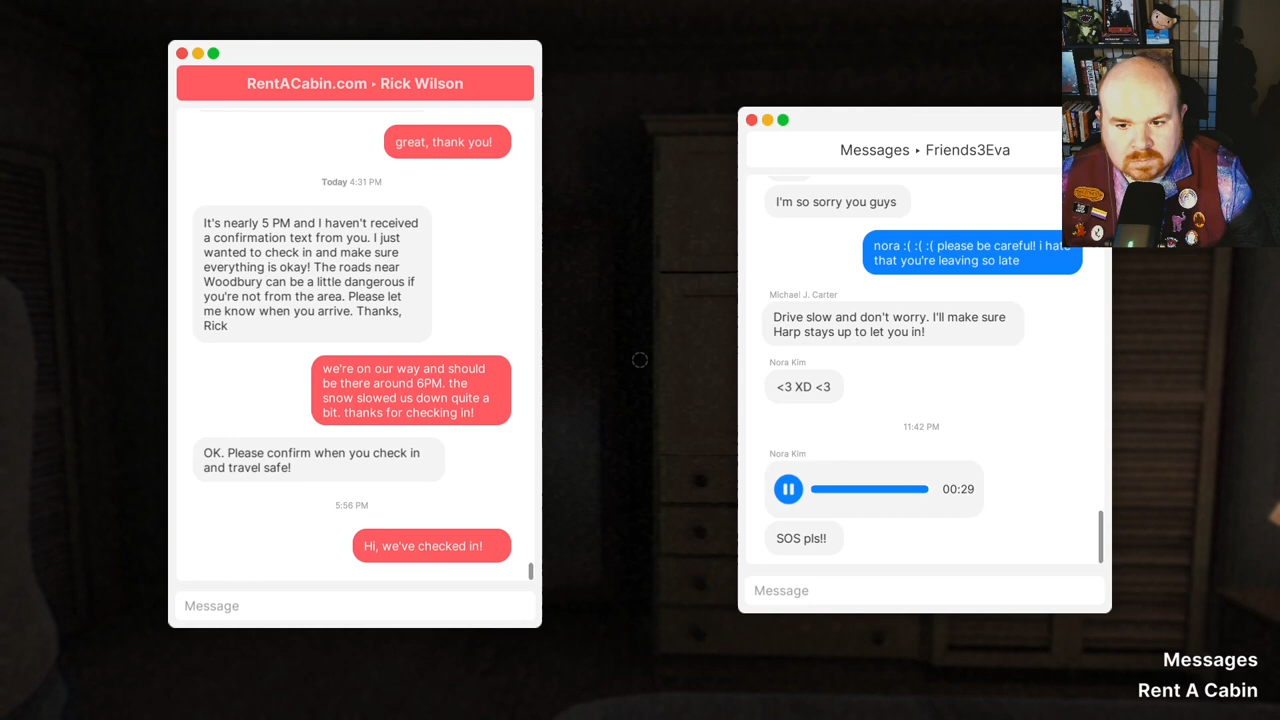 RentACabin.com ▸ Rick Wilson
great, thank you!
Today 4:31 PM
It's nearly 5 PM and I haven't received
a confirmation text from you. I just
wanted to check in and make sure
everything is okay! The roads near
Woodbury can be a little dangerous if
you're not from the area. Please let
me know when you arrive. Thanks,
Rick
we're on our way and should
be there around 6PM. the
snow slowed us down quite a
bit. thanks for checking in!
OK. Please confirm when you check in
and travel safe!
5:56 PM
Hi, we've checked in!
Message
Messages ▸ Friends3Eva
I'm so sorry you guys
nora :( :( :( please be careful! i hate
that you're leaving so late
Michael J. Carter
Drive slow and don't worry. I'll make sure
Harp stays up to let you in!
Nora Kim
<3 XD <3
11:42 PM
Nora Kim
00:29
SOS pls!!
Message
Messages
Rent A Cabin